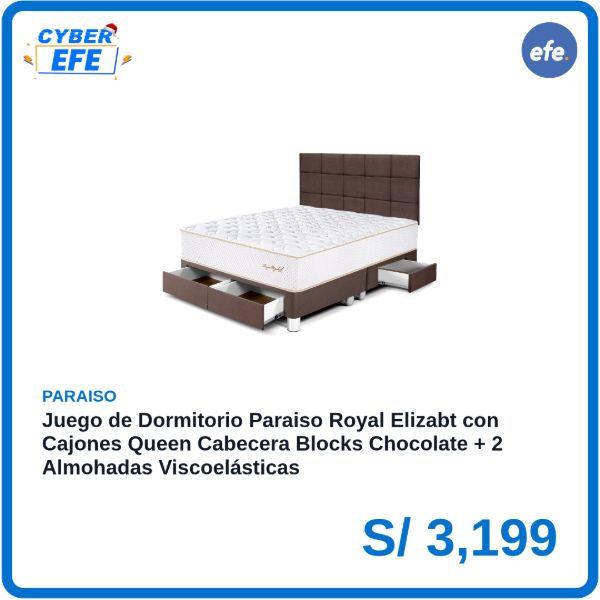 CYBER
EFE
efe.
PARAISO
Juego de Dormitorio Paraiso Royal Elizabt con
Cajones Queen Cabecera Blocks Chocolate + 2
Almohadas Viscoelásticas
S/ 3,199